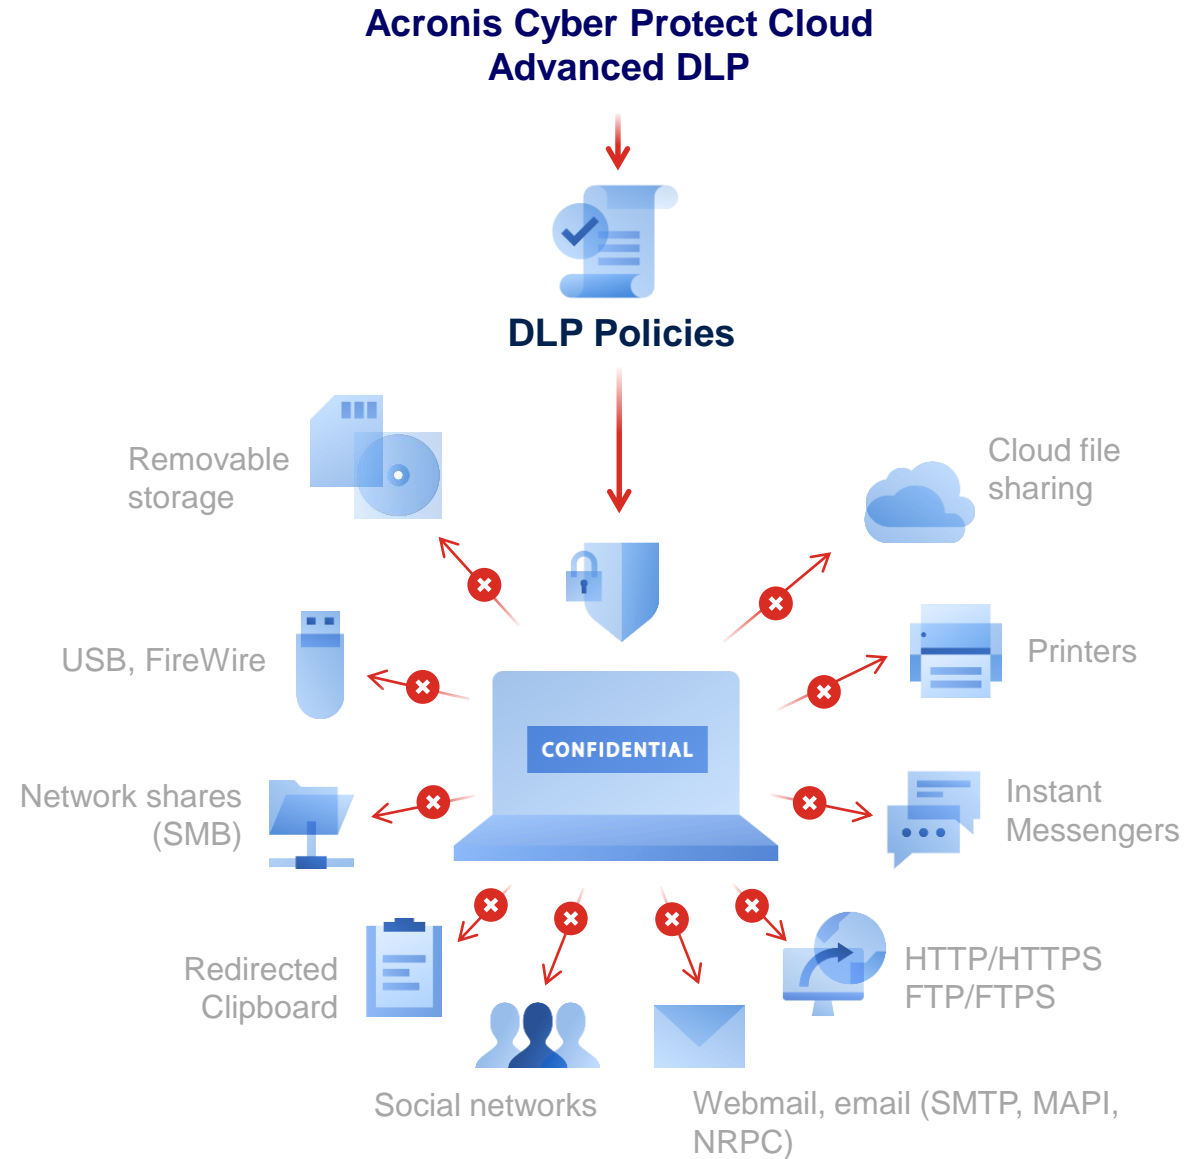 Acronis Cyber Protect Cloud
Advanced DLP
DLP Policies
Removable
storage
Cloud file
sharing
USB, FireWire
Printers
CONFIDENTIAL
Network shares
(SMB)
Instant
Messengers
Redirected
Clipboard
HTTP/HTTPS
FTP/FTPS
Social networks
Webmail, email (SMTP, MAPI,
NRPC)